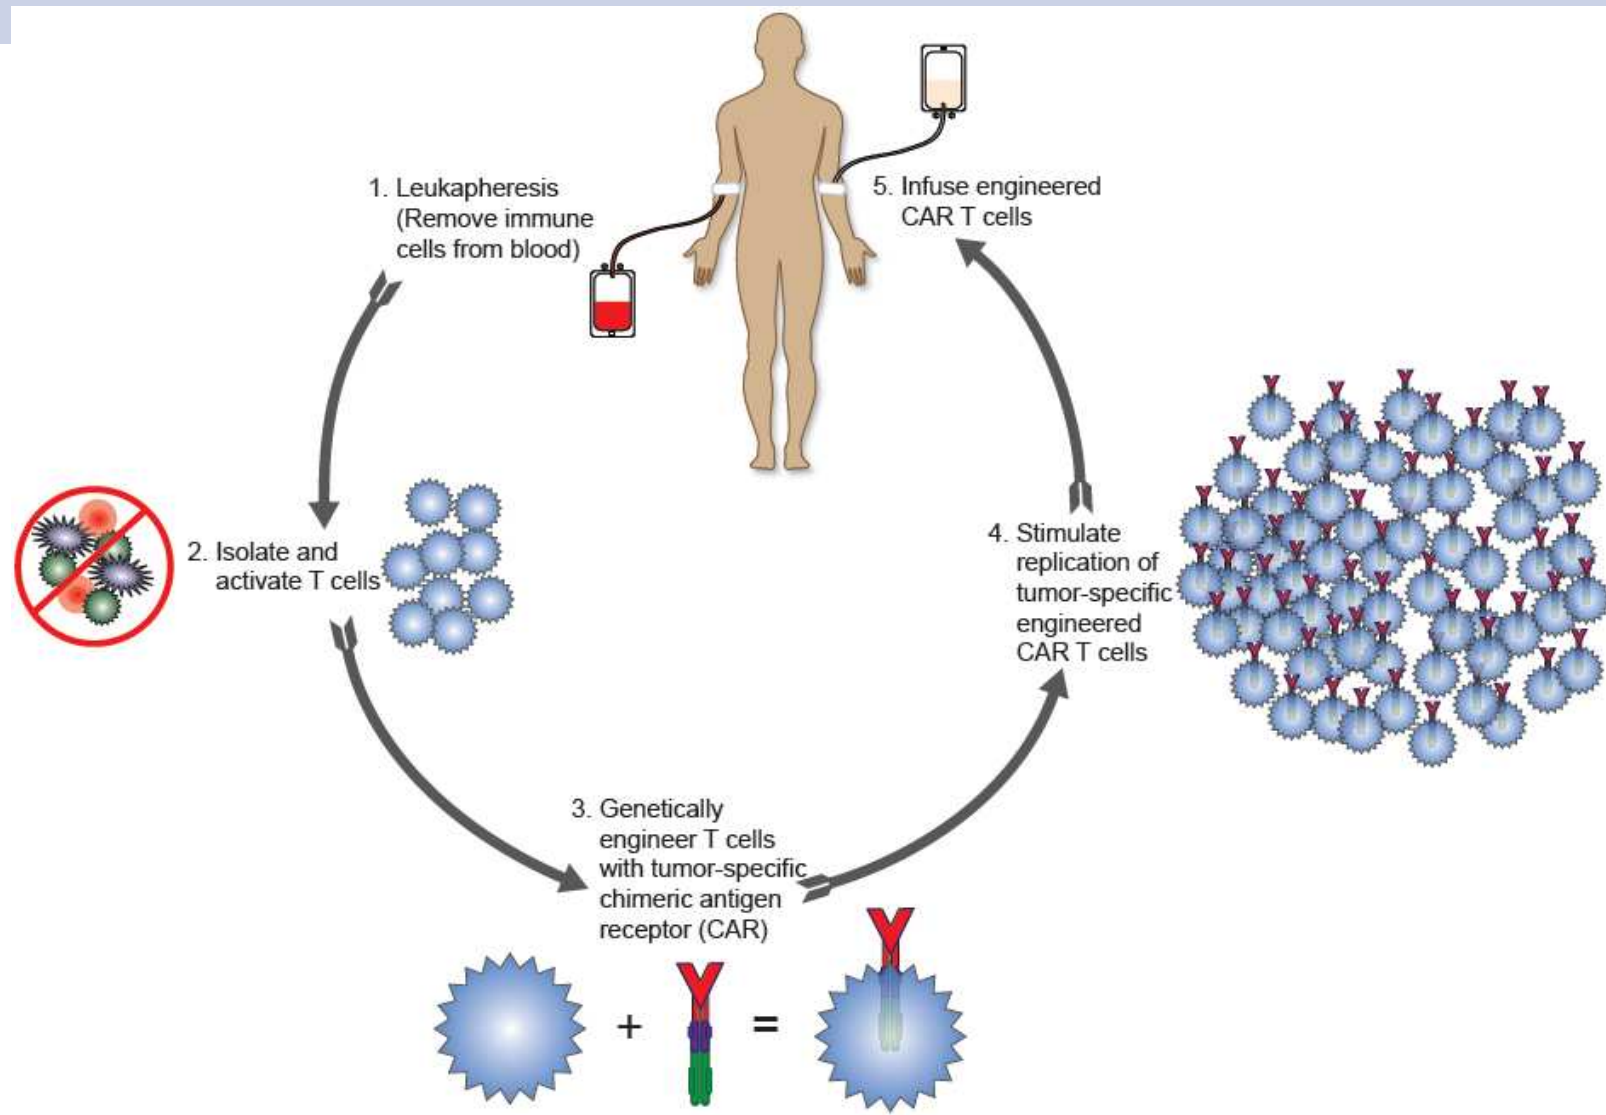 1. Leukapheresis
(Remove immune
cells from blood)
2. Isolate and
activate T cells
3. Genetically
engineer T cells
with tumor-specific
chimeric antigen
receptor (CAR)
+ =
4. Stimulate
replication of
tumor-specific
engineered
CAR T cells
5. Infuse engineered
CAR T cells